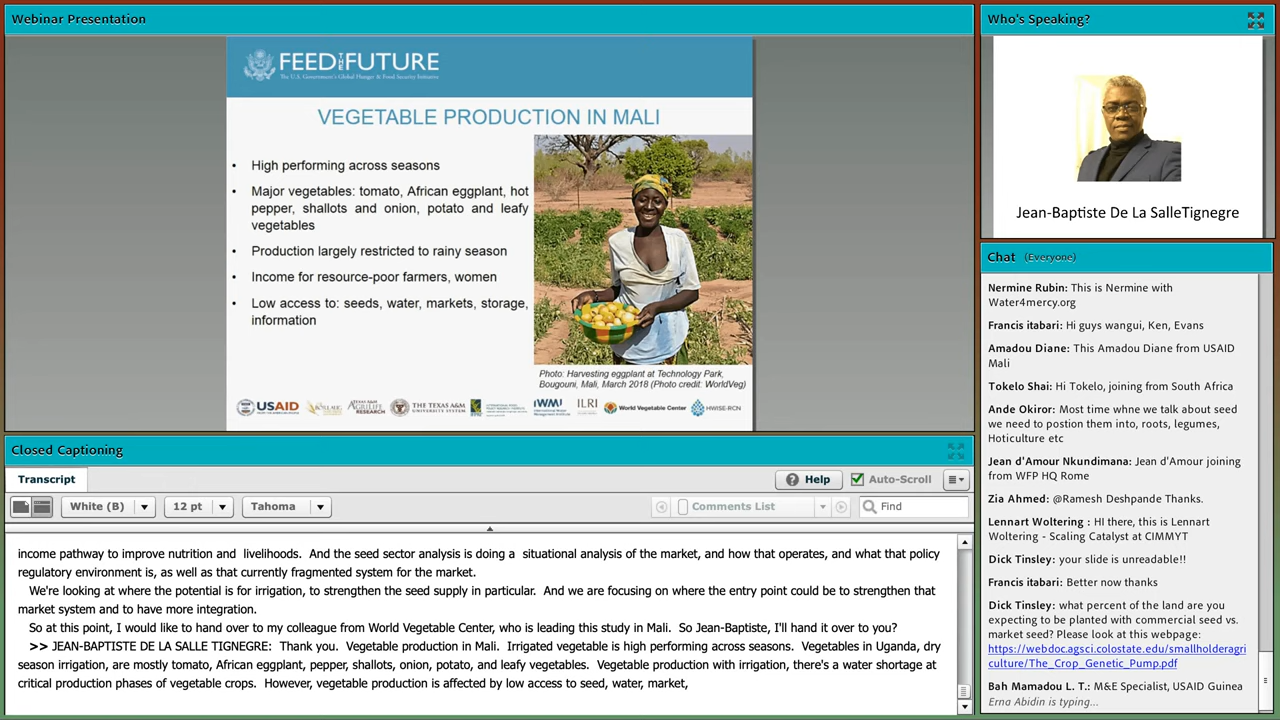 Webinar Presentation
FEED THE FUTURE
The U.S. Government's Global Hunger & Food Security Initiative
VEGETABLE PRODUCTION IN MALI
• High performing across seasons
• Major vegetables: tomato, African eggplant, hot
pepper, shallots and onion, potato and leafy
vegetables
• Production largely restricted to rainy season
• Income for resource-poor farmers, women
• Low access to: seeds, water, markets, storage,
information
Photo: Harvesting eggplant at Technology Park,
Bougouni, Mali, March 2018 (Photo credit: WorldVeg)
USAID
TEXAS A&M
AGRILIFE
RESEARCH
THE TEXAS A&M
UNIVERSITY SYSTEM
IWMI
ILRI
World Vegetable Center
HWISE-RCN
Who's Speaking?
Jean-Baptiste De La SalleTignegre
Closed Captioning
Transcript
Help
Auto-Scroll
White (B)
12 pt
Tahoma
Comments List
Find
income pathway to improve nutrition and livelihoods. And the seed sector analysis is doing a situational analysis of the market, and how that operates, and what that policy
regulatory environment is, as well as that currently fragmented system for the market.
We're looking at where the potential is for irrigation, to strengthen the seed supply in particular. And we are focusing on where the entry point could be to strengthen that
market system and to have more integration.
So at this point, I would like to hand over to my colleague from World Vegetable Center, who is leading this study in Mali. So Jean-Baptiste, I'll hand it over to you?
>> JEAN-BAPTISTE DE LA SALLE TIGNEGRE: Thank you. Vegetable production in Mali. Irrigated vegetable is high performing across seasons. Vegetables in Uganda, dry
season irrigation, are mostly tomato, African eggplant, pepper, shallots, onion, potato, and leafy vegetables. Vegetable production with irrigation, there's a water shortage at
critical production phases of vegetable crops. However, vegetable production is affected by low access to seed, water, market,
Chat (Everyone)
Nermine Rubin: This is Nermine with
Water4mercy.org
Francis itabari: Hi guys wangui, Ken, Evans
Amadou Diane: This Amadou Diane from USAID
Mali
Tokelo Shai: Hi Tokelo, joining from South Africa
Ande Okiror: Most time whne we talk about seed
we need to postion them into, roots, legumes,
Hoticulture etc
Jean d'Amour Nkundimana: Jean d'Amour joining
from WFP HQ Rome
Zia Ahmed: @Ramesh Deshpande Thanks.
Lennart Woltering : HI there, this is Lennart
Woltering - Scaling Catalyst at CIMMYT
Dick Tinsley: your slide is unreadable!!
Francis itabari: Better now thanks
Dick Tinsley: what percent of the land are you
expecting to be planted with commercial seed vs.
market seed? Please look at this webpage:
https://webdoc.agsci.colostate.edu/smallholderagri
culture/The_Crop_Genetic_Pump.pdf
Bah Mamadou L. T.: M&E Specialist, USAID Guinea
Erna Abidin is typing...